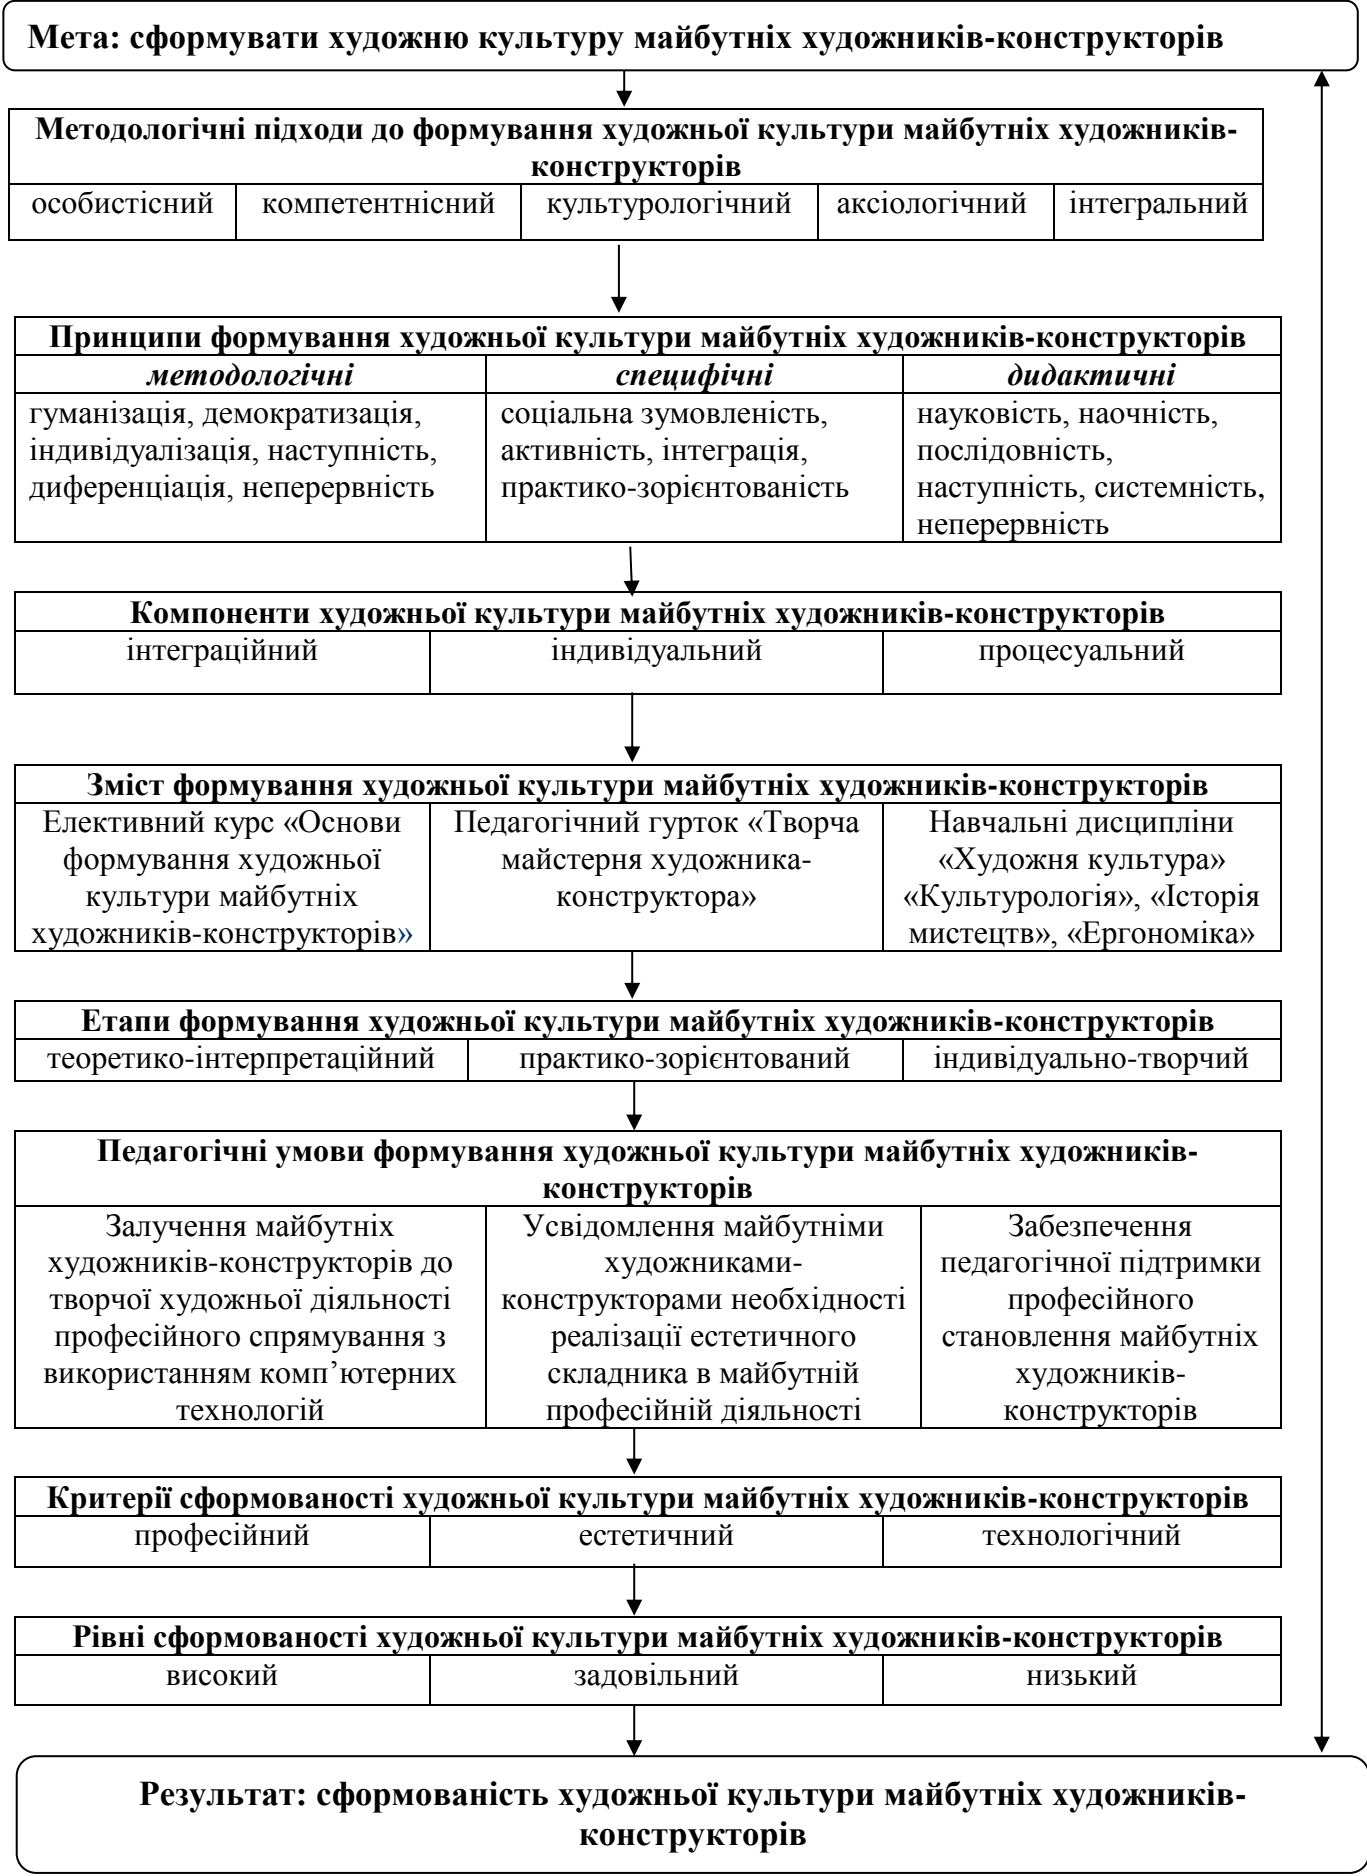 Мета: сформувати художню культуру майбутніх художників-конструкторів
Методологічні підходи до формування художньої культури майбутніх художників-
конструкторів
особистісний компетентнісний культурологічний аксіологічний інтегральний
Принципи формування художньої культури майбутніх художників-конструкторів
методологічні специфічні дидактичні
гуманізація, демократизація,
індивідуалізація, наступність,
диференціація, неперервність
соціальна зумовленість,
активність, інтеграція,
практико-зорієнтованість
науковість, наочність,
послідовність,
наступність, системність,
неперервність
Компоненти художньої культури майбутніх художників-конструкторів
інтеграційний індивідуальний процесуальний
Зміст формування художньої культури майбутніх художників-конструкторів
Елективний курс «Основи
формування художньої
культури майбутніх
художників-конструкторів»
Педагогічний гурток «Творча
майстерня художника-
конструктора»
Навчальні дисципліни
«Художня культура»
«Культурологія», «Історія
мистецтв», «Ергономіка»
Етапи формування художньої культури майбутніх художників-конструкторів
теоретико-інтерпретаційний практико-зорієнтований індивідуально-творчий
Педагогічні умови формування художньої культури майбутніх художників-
конструкторів
Залучення майбутніх
художників-конструкторів до
творчої художньої діяльності
професійного спрямування з
використанням комп’ютерних
технологій
Усвідомлення майбутніми
художниками-
конструкторами необхідності
реалізації естетичного
складника в майбутній
професійній діяльності
Забезпечення
педагогічної підтримки
професійного
становлення майбутніх
художників-
конструкторів
Критерії сформованості художньої культури майбутніх художників-конструкторів
професійний естетичний технологічний
Рівні сформованості художньої культури майбутніх художників-конструкторів
високий задовільний низький
Результат: сформованість художньої культури майбутніх художників-
конструкторів